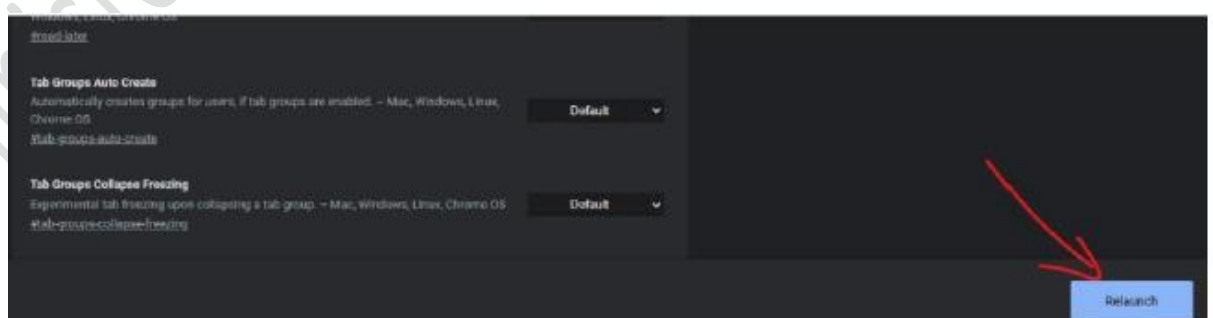 Windows, Linux, Chrome OS
#read-later
Tab Groups Auto Create
Automatically creates groups for users, if tab groups are enabled. – Mac, Windows, Linux,
Chrome OS
#tab-groups-auto-create
Default
Tab Groups Collapse Freezing
Experimental tab freezing upon collapsing a tab group. – Mac, Windows, Linux, Chrome OS
#tab-groups-collapse-freezing
Default
Relaunch